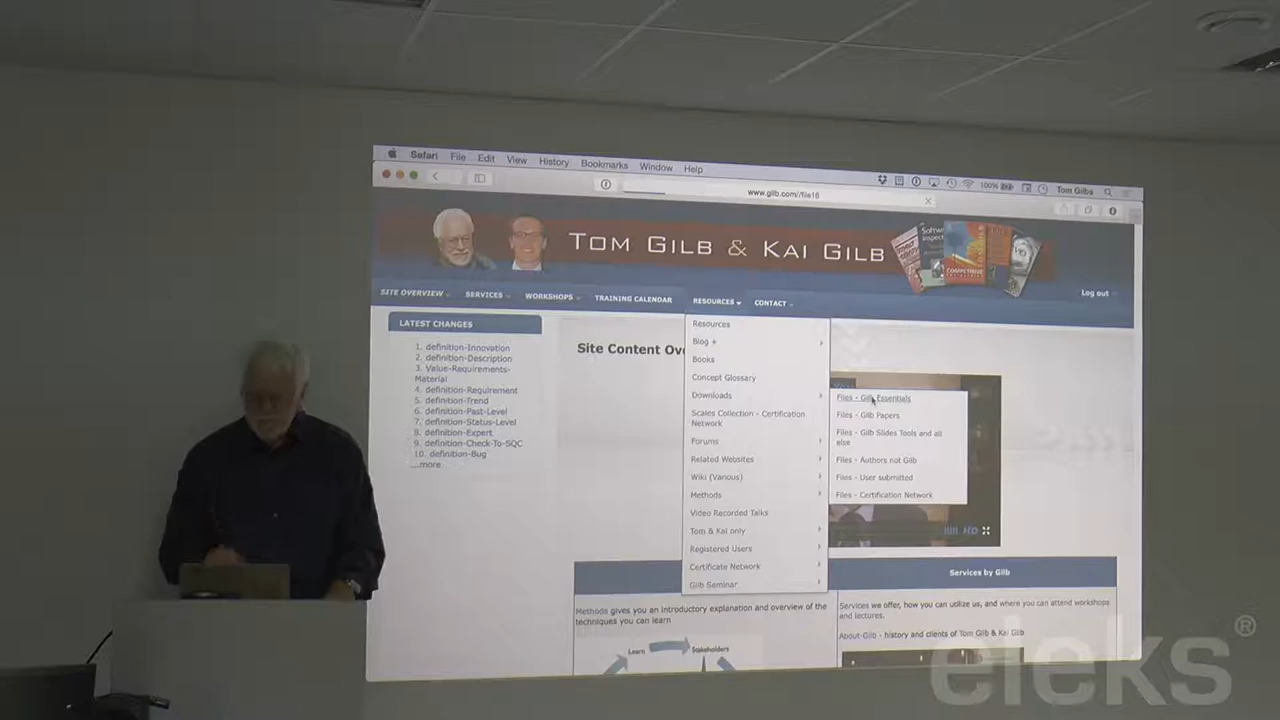 Safari File Edit View History Bookmarks Window Help
100%
Tom Gilbs
www.gilb.com//file16
TOM GILB & KAI GILB
SITE OVERVIEW SERVICES WORKSHOPS TRAINING CALENDAR RESOURCES CONTACT
Log out
LATEST CHANGES
1. definition-Innovation
2. definition-Description
3. Value-Requirements-
Material
4. definition-Requirement
5. definition-Trend
6. definition-Past-Level
7. definition-Status-Level
8. definition-Expert
9. definition-Check-To-SQC
10. definition-Bug
...more
Site Content Ov
Resources
Blog +
Books
Concept Glossary
Downloads
Scales Collection - Certification
Network
Forums
Related Websites
Wiki (Various)
Methods
Video Recorded Talks
Tom & Kai only
Registered Users
Certificate Network
Gilb Seminar
Files - Gilb Essentials
Files - Gilb Papers
Files - Gilb Slides Tools and all
else
Files - Authors not Gilb
Files - User submitted
Files - Certification Network
HD
Methods gives you an introductory explanation and overview of the
techniques you can learn
Learn
Stakeholders
Services by Gilb
Services we offer, how you can utilize us, and where you can attend workshops
and lectures.
About-Gilb - history and clients of Tom Gilb & Kai Gilb
eleks®